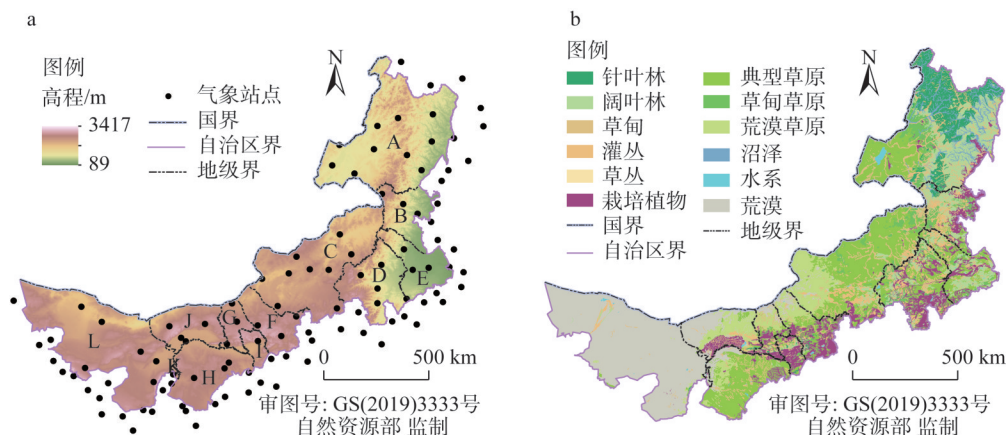 a
图例
高程/m
3417
89
气象站点
国界
自治区界
地级界
N
A
B
C
D
E
J
G
F
L
I
K
H
0 500 km
审图号: GS(2019)3333号
自然资源部 监制
b
图例
针叶林
阔叶林
草甸
灌丛
草丛
栽培植物
国界
自治区界
典型草原
草甸草原
荒漠草原
沼泽
水系
荒漠
地级界
N
0 500 km
审图号: GS(2019)3333号
自然资源部 监制